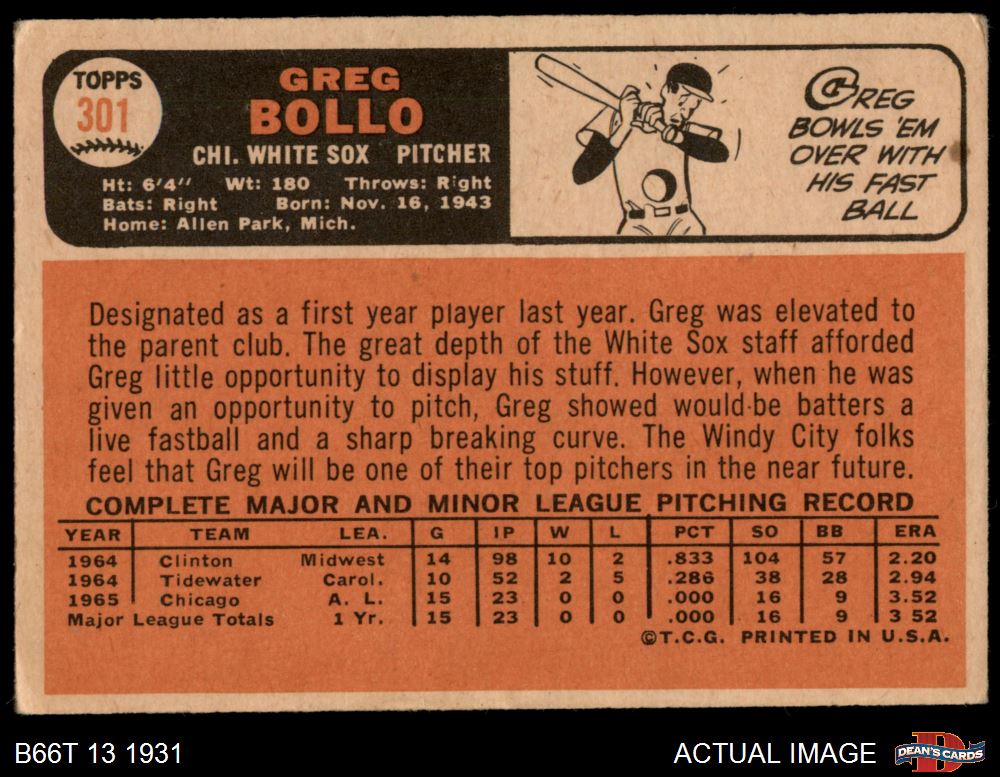 TOPPS
301
GREG
BOLLO
CHI. WHITE SOX PITCHER
Ht: 6'4" Wt: 180 Throws: Right
Bats: Right Born: Nov. 16, 1943
Home: Allen Park, Mich.
GREG
BOWLS 'EM
OVER WITH
HIS FAST
BALL
Designated as a first year player last year. Greg was elevated to
the parent club. The great depth of the White Sox staff afforded
Greg little opportunity to display his stuff. However, when he was
given an opportunity to pitch, Greg showed would-be batters a
live fastball and a sharp breaking curve. The Windy City folks
feel that Greg will be one of their top pitchers in the near future.
COMPLETE MAJOR AND MINOR LEAGUE PITCHING RECORD
YEAR TEAM LEA. G IP W L PCT SO BB ERA
1964 Clinton Midwest 14 98 10 2 .833 104 57 2.20
1964 Tidewater Carol. 10 52 2 5 .286 38 28 2.94
1965 Chicago A. L. 15 23 0 0 .000 16 9 3.52
Major League Totals 1 Yr. 15 23 0 0 .000 16 9 3 52
©T.C.G. PRINTED IN U.S.A.
B66T 13 1931
ACTUAL IMAGE
DEAN'S CARDS